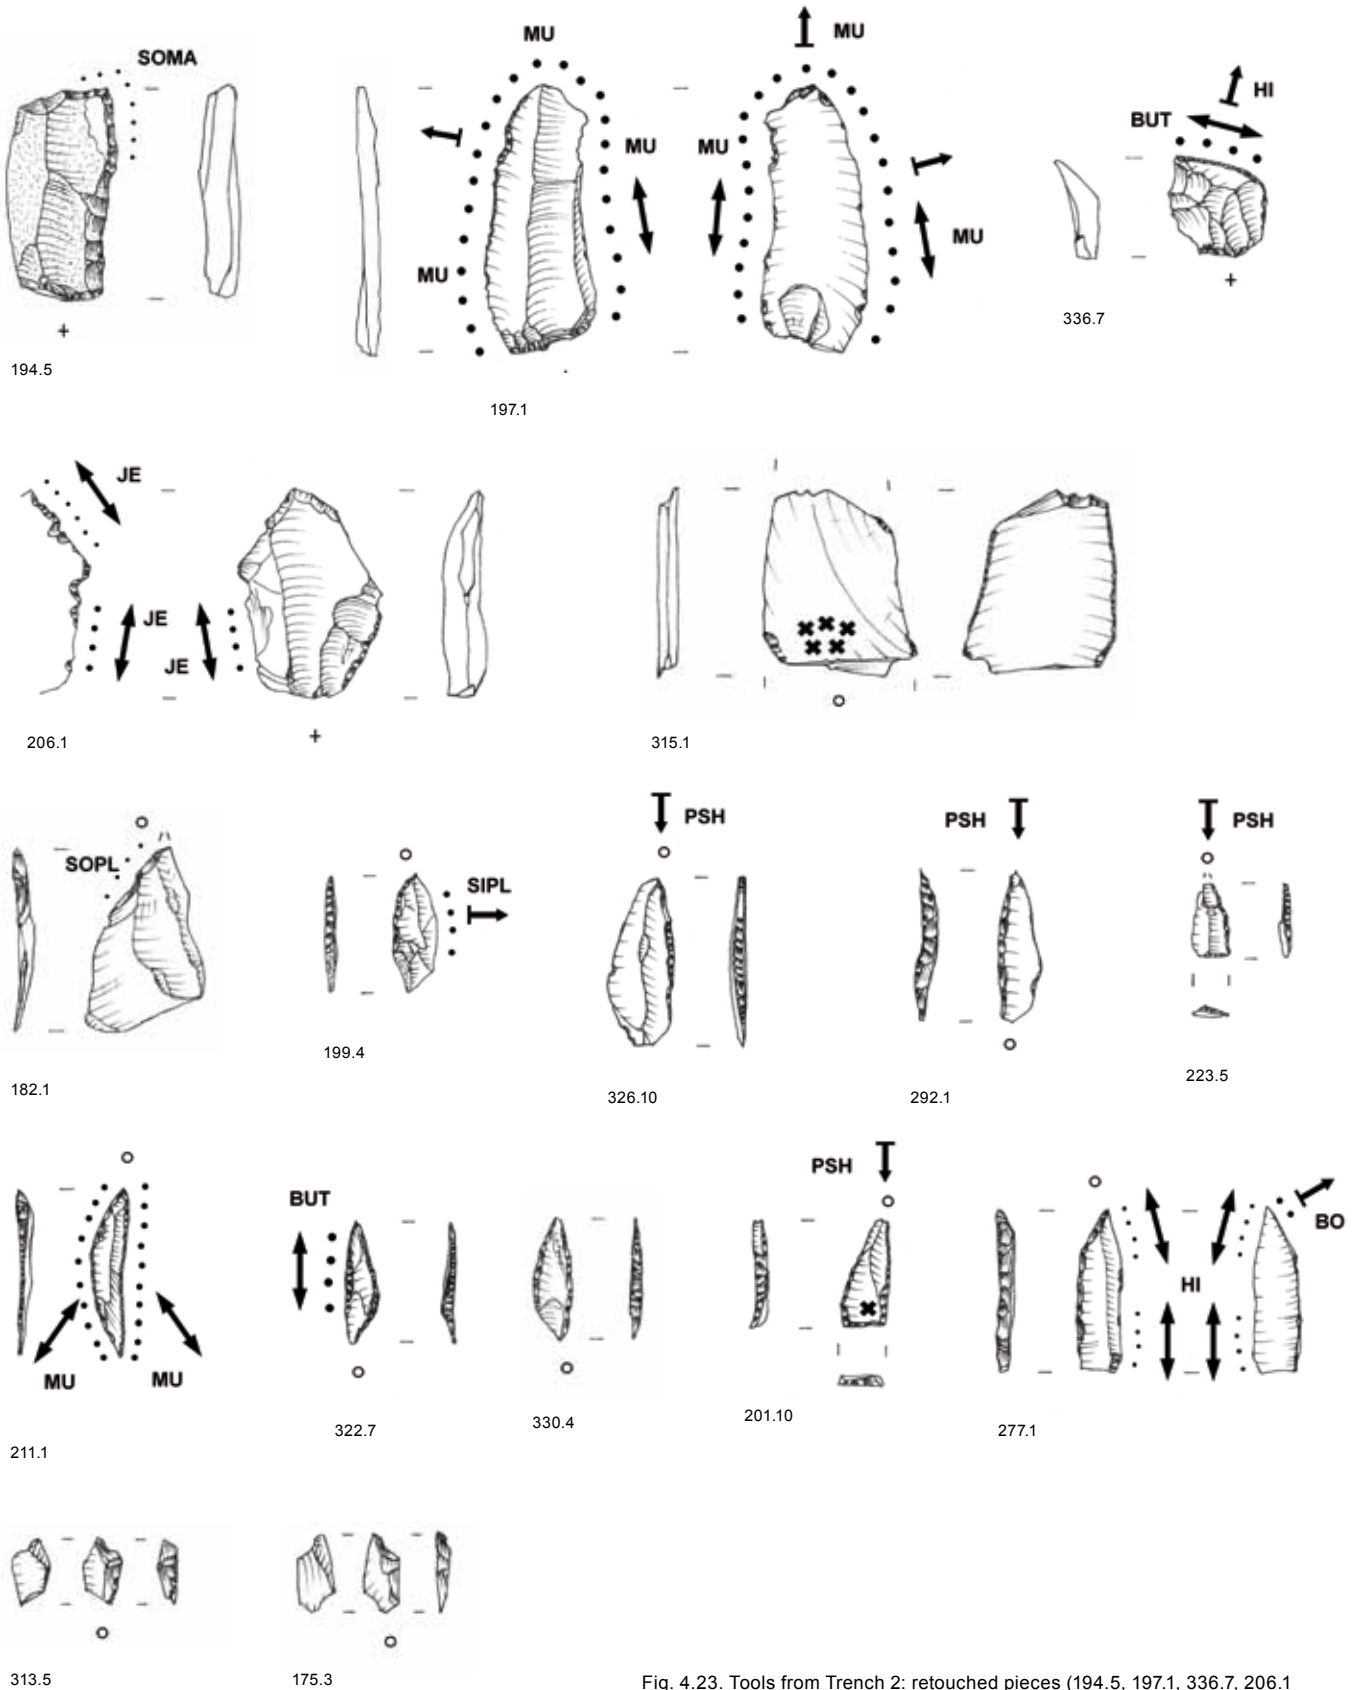 SOMA
MU
MU
MU
MU
MU
MU
HI
BUT
194.5
197.1
336.7
JE
JE
JE
206.1
315.1
SOPL
SIPL
PSH
PSH
PSH
182.1
199.4
326.10
292.1
223.5
MU
MU
BUT
PSH
HI
BO
211.1
322.7
330.4
201.10
277.1
313.5
175.3
Fig. 4.23. Tools from Trench 2: retouched pieces (194.5, 197.1, 336.7, 206.1